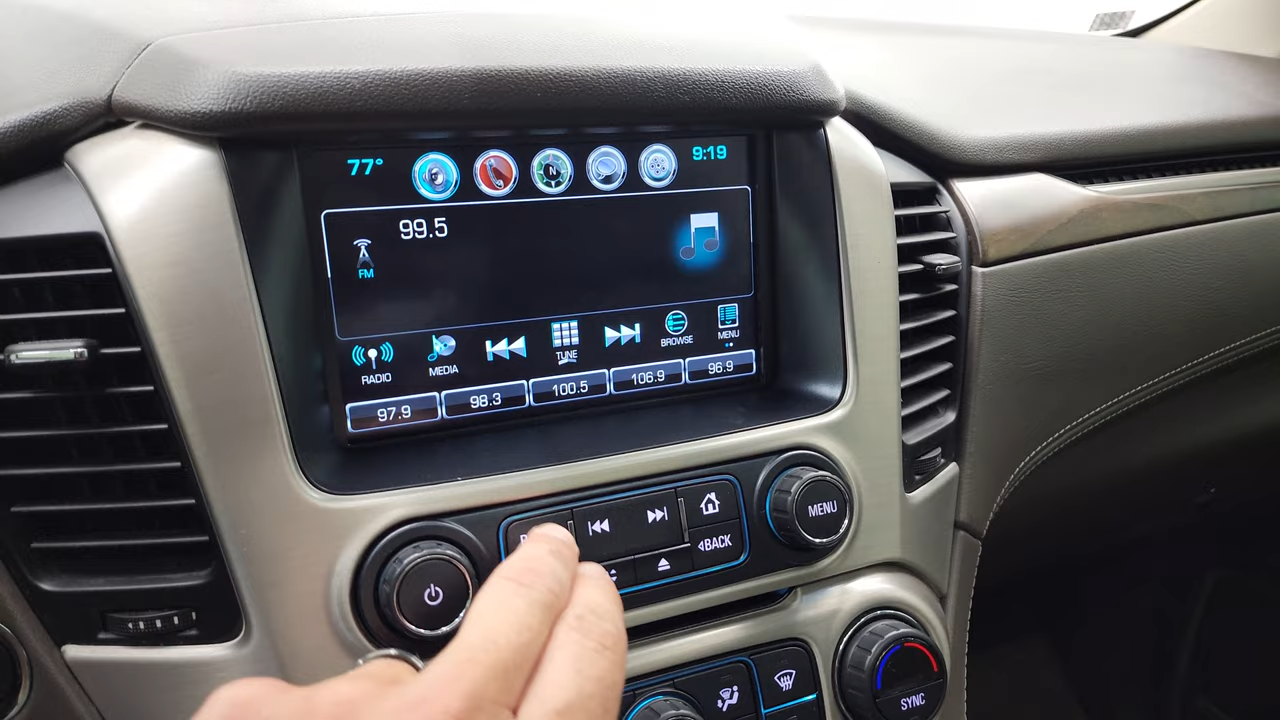 77° 9:19
N
99.5
FM
RADIO MEDIA TUNE BROWSE MENU
97.9 98.3 100.5 106.9 96.9
MENU
BACK
SYNC